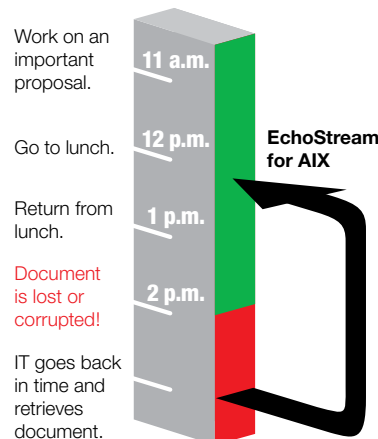 Work on an
important
proposal.
11 a.m.
Go to lunch.
12 p.m.
EchoStream
for AIX
Return from
lunch.
1 p.m.
Document
is lost or
corrupted!
2 p.m.
IT goes back
in time and
retrieves
document.